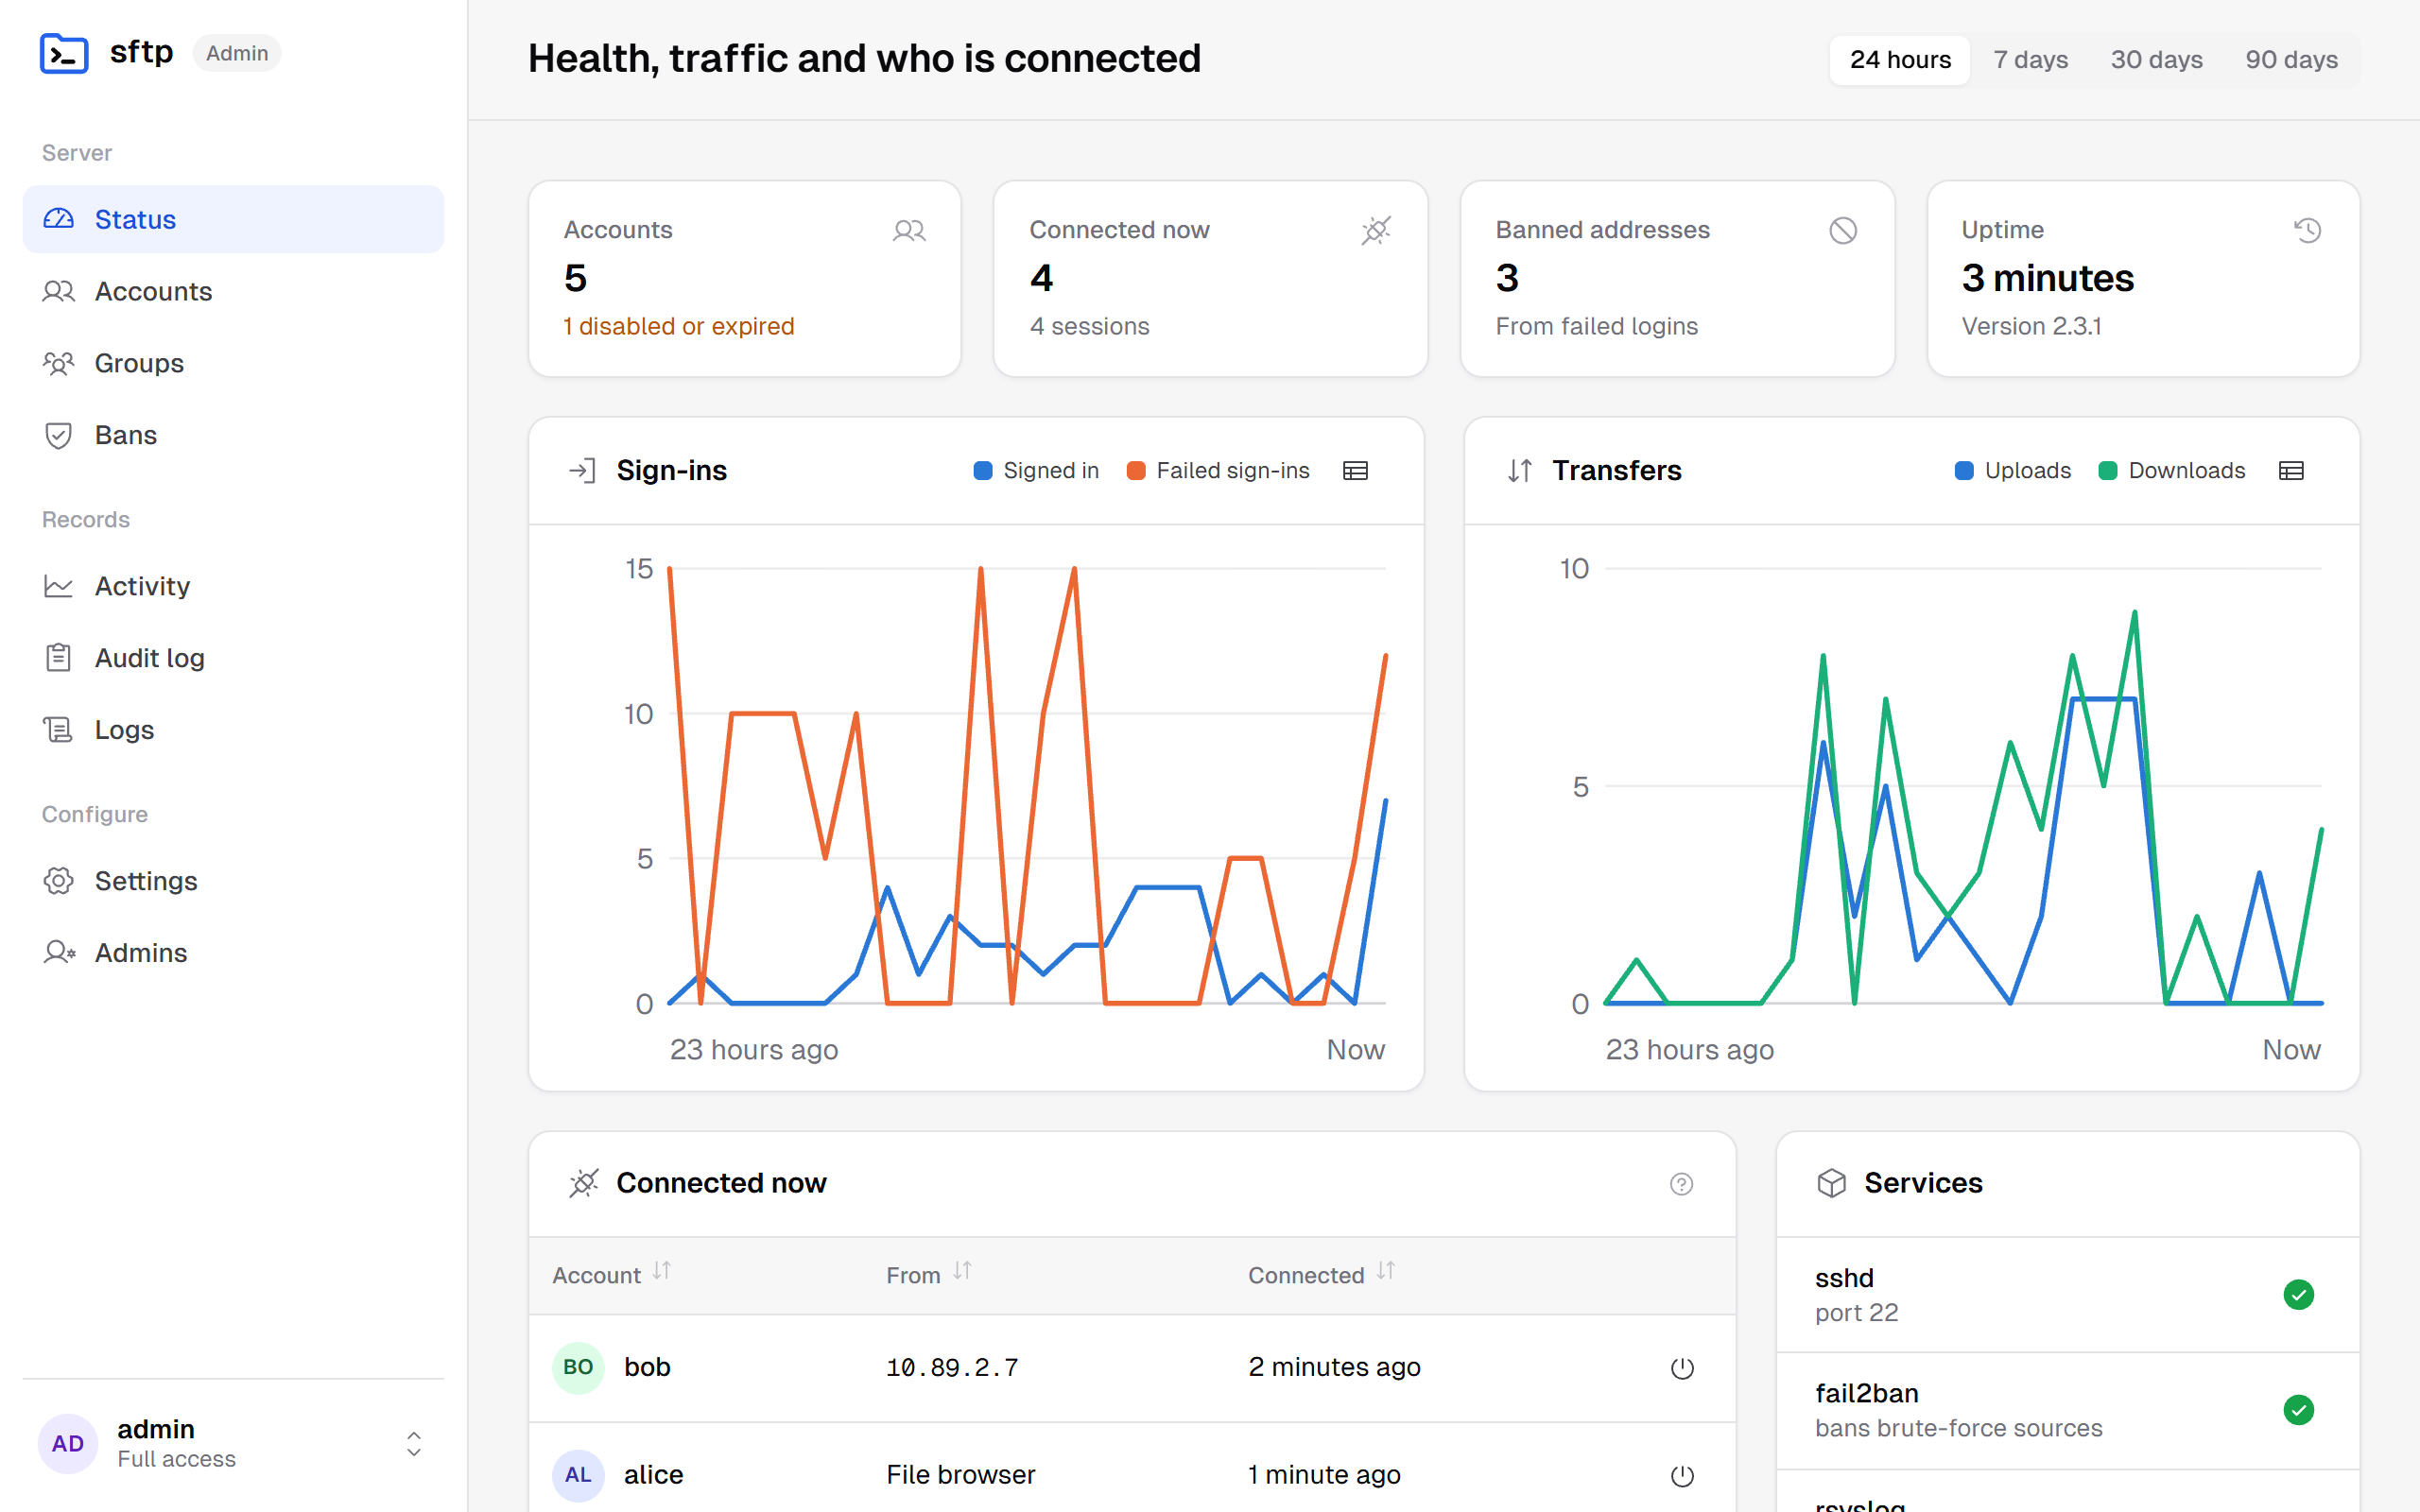 sftp Admin
Server
Status
Accounts
Groups
Bans
Records
Activity
Audit log
Logs
Configure
Settings
Admins
AD
admin
Full access
Health, traffic and who is connected
24 hours 7 days 30 days 90 days
Accounts
5
1 disabled or expired
Connected now
4
4 sessions
Banned addresses
3
From failed logins
Uptime
3 minutes
Version 2.3.1
Sign-ins Signed in Failed sign-ins
15
10
5
0
23 hours ago Now
Transfers Uploads Downloads
10
5
0
23 hours ago Now
Connected now
Account From Connected
BO bob 10.89.2.7 2 minutes ago
AL alice File browser 1 minute ago
Services
sshd
port 22
fail2ban
bans brute-force sources